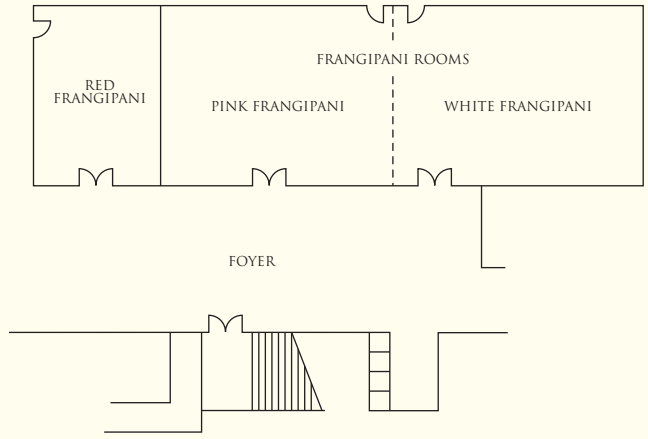 FRANGIPANI ROOMS
RED
FRANGIPANI
PINK FRANGIPANI
WHITE FRANGIPANI
FOYER